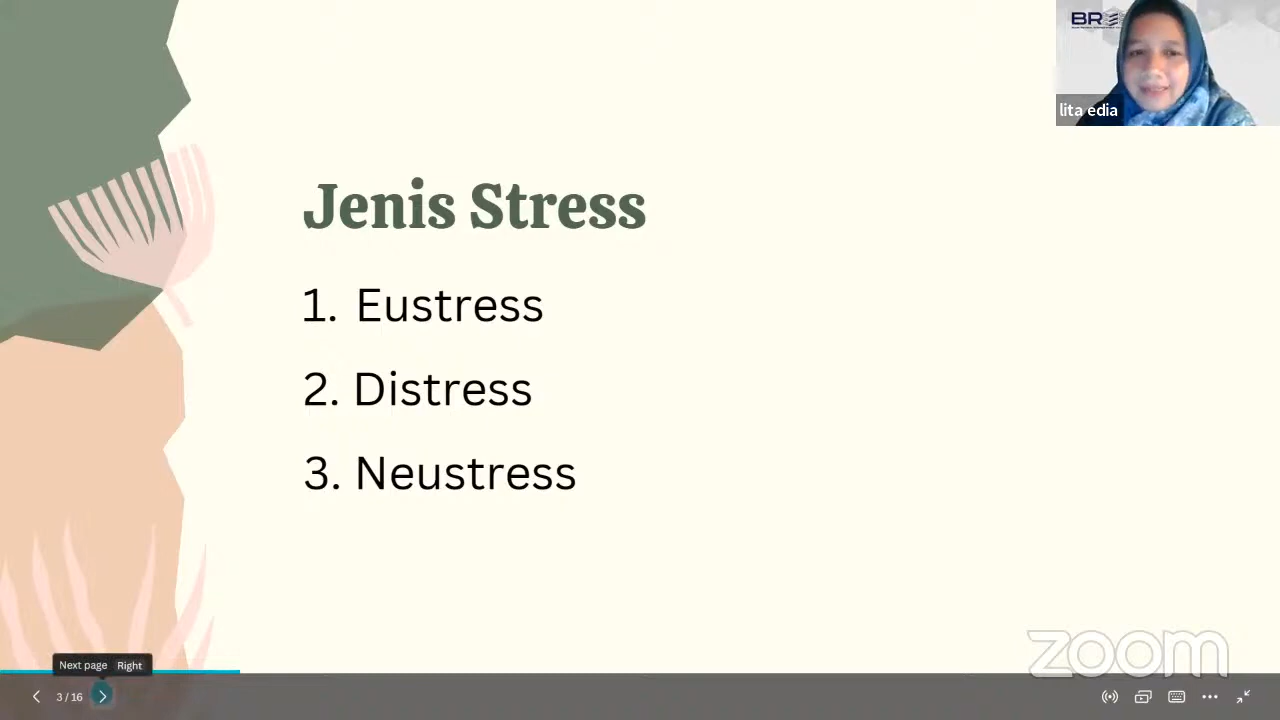 lita edia
Jenis Stress
1. Eustress
2. Distress
3. Neustress
zoom
Next page Right
3 / 16